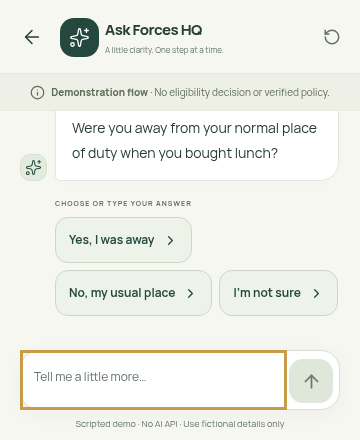 Ask Forces HQ
A little clarity. One step at a time.
Demonstration flow · No eligibility decision or verified policy.
Were you away from your normal place
of duty when you bought lunch?
CHOOSE OR TYPE YOUR ANSWER
Yes, I was away
No, my usual place
I'm not sure
Tell me a little more...
Scripted demo · No AI API · Use fictional details only